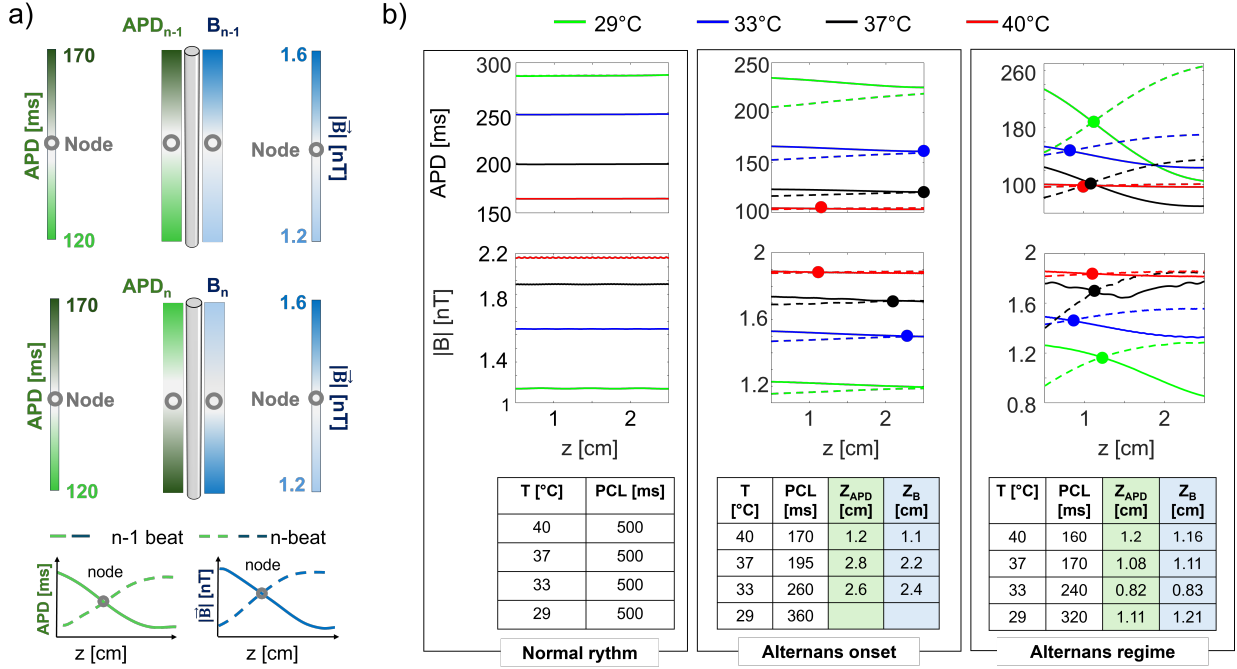 a)
APDn-1 Bn-1
170 1.6
APD [ms] Node Node |B⃗| [nT]
120 1.2
APDn Bn
170 1.6
APD [ms] Node Node |B⃗| [nT]
120 1.2
n-1 beat n-beat
node node
APD [ms] |B⃗| [nT]
z [cm] z [cm]
b)
29°C 33°C 37°C 40°C
APD [ms]
300
250
200
150
|B| [nT]
2.2
1.8
1.4
1
1 2
z [cm]
T [°C] PCL [ms]
40 500
37 500
33 500
29 500
Normal rythm
250
200
150
100
2
1.6
1.2
1 2
z [cm]
T [°C] PCL [ms] ZAPD [cm] ZB [cm]
40 170 1.2 1.1
37 195 2.8 2.2
33 260 2.6 2.4
29 360
Alternans onset
260
180
100
2
1.6
1.2
0.8
1 2
z [cm]
T [°C] PCL [ms] ZAPD [cm] ZB [cm]
40 160 1.2 1.16
37 195 1.08 1.11
33 240 0.82 0.83
29 320 1.11 1.21
Alternans regime